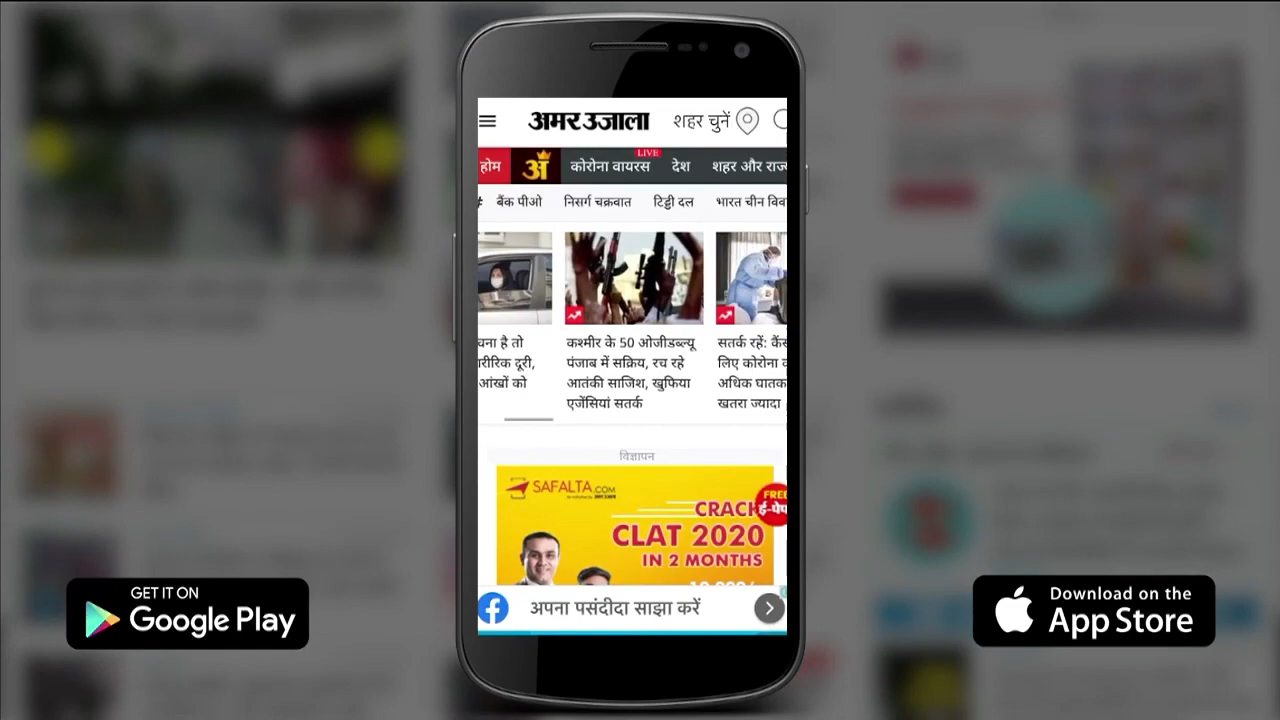 अमर उजाला
शहर चुनें
होम
अ
कोरोना वायरस
LIVE
देश
शहर और राज्
# बैंक पीओ
निसर्ग चक्रवात
टिड्डी दल
भारत चीन विवा
चना है तो
रीरिक दूरी,
आंखों को
कश्मीर के 50 ओजीडब्ल्यू
पंजाब में सक्रिय, रच रहे
आतंकी साजिश, खुफिया
एजेंसियां सतर्क
सतर्क रहें: कैंस
लिए कोरोना व
अधिक घातक
खतरा ज्यादा
विज्ञापन
SAFALTA.COM
CRACK
CLAT 2020
IN 2 MONTHS
FREE
ई-पेप
अपना पसंदीदा साझा करें
GET IT ON
Google Play
Download on the
App Store